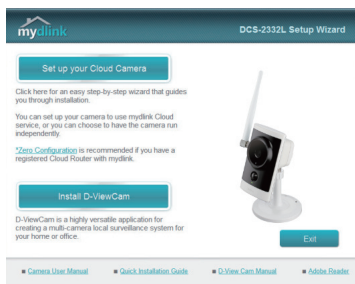 mydlink
DCS-2332L Setup Wizard
Set up your Cloud Camera
Click here for an easy step-by-step wizard that guides
you through installation.
You can set up your camera to use mydlink Cloud
service, or you can choose to have the camera run
independently.
*Zero Configuration is recommended if you have a
registered Cloud Router with mydlink.
Install D-ViewCam
D-ViewCam is a highly versatile application for
creating a multi-camera local surveillance system for
your home or office.
Exit
Camera User Manual
Quick Installation Guide
D-View Cam Manual
Adobe Reader